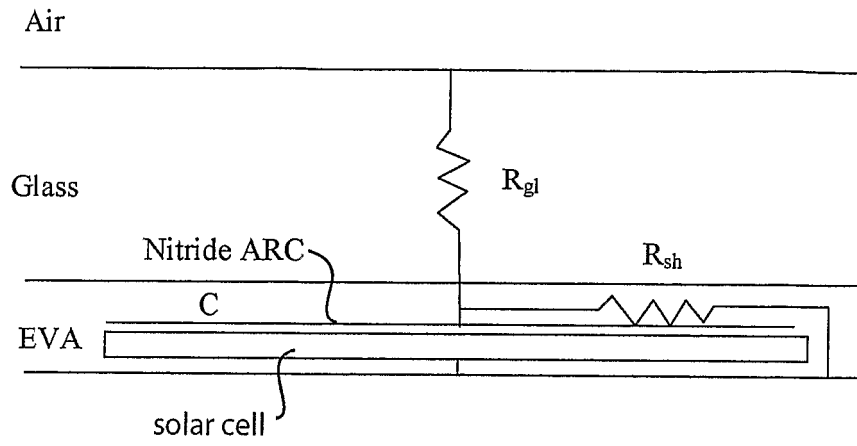 Air
Glass
R_gl
Nitride ARC
R_sh
C
EVA
solar cell